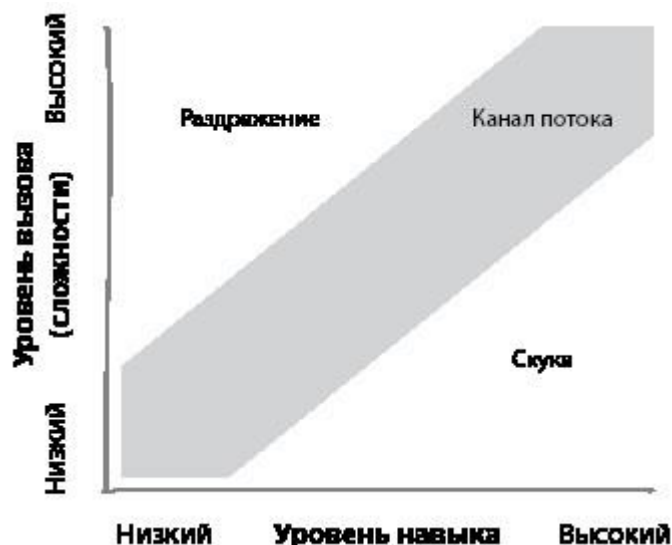 Высокий
Раздражение
Канал потока
Уровень вызова
(сложности)
Скука
Низкий
Низкий
Уровень навыка
Высокий